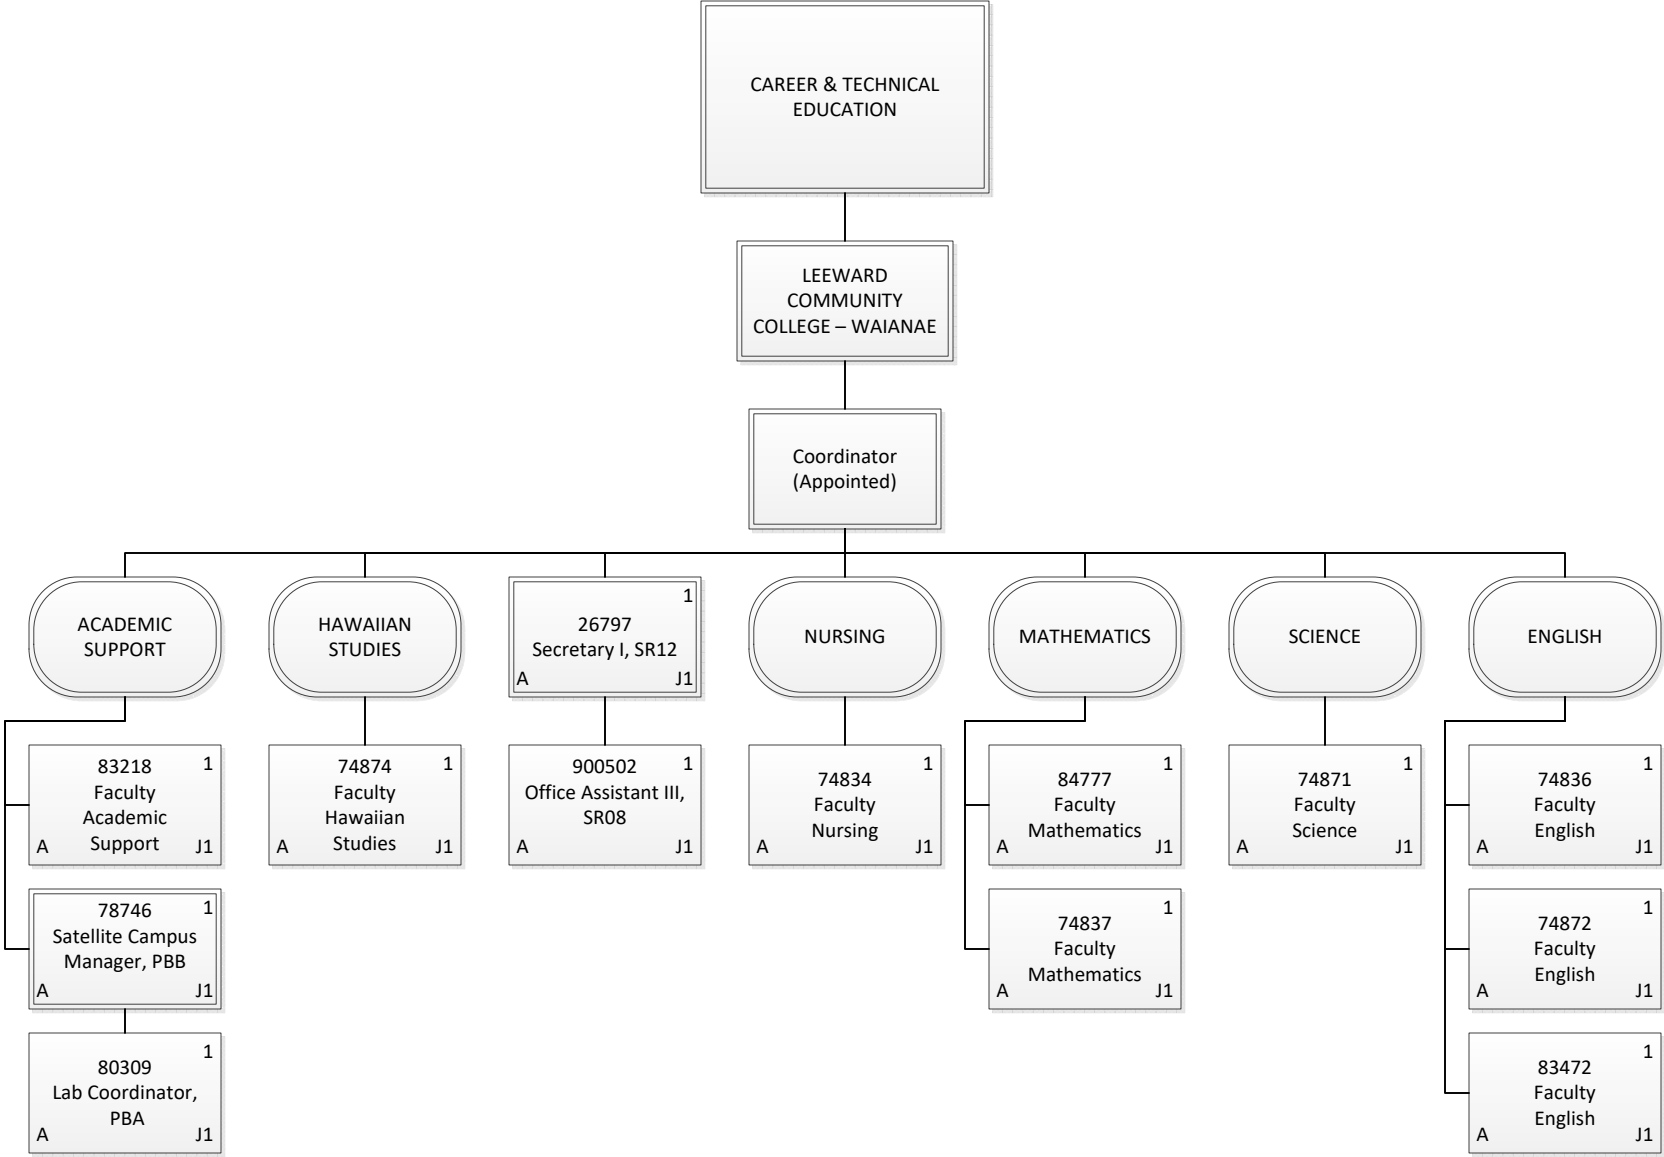 CAREER & TECHNICAL
EDUCATION
LEEWARD
COMMUNITY
COLLEGE – WAIANAE
Coordinator
(Appointed)
ACADEMIC
SUPPORT
HAWAIIAN
STUDIES
1
26797
Secretary I, SR12
A J1
NURSING
MATHEMATICS
SCIENCE
ENGLISH
83218 1
Faculty
Academic
Support
A J1
74874 1
Faculty
Hawaiian
Studies
A J1
900502 1
Office Assistant III,
SR08
A J1
1
74834
Faculty
Nursing
A J1
1
84777
Faculty
Mathematics
A J1
1
74871
Faculty
Science
A J1
1
74836
Faculty
English
A J1
78746 1
Satellite Campus
Manager, PBB
A J1
1
74837
Faculty
Mathematics
A J1
1
74872
Faculty
English
A J1
1
80309
Lab Coordinator,
PBA
A J1
1
83472
Faculty
English
A J1